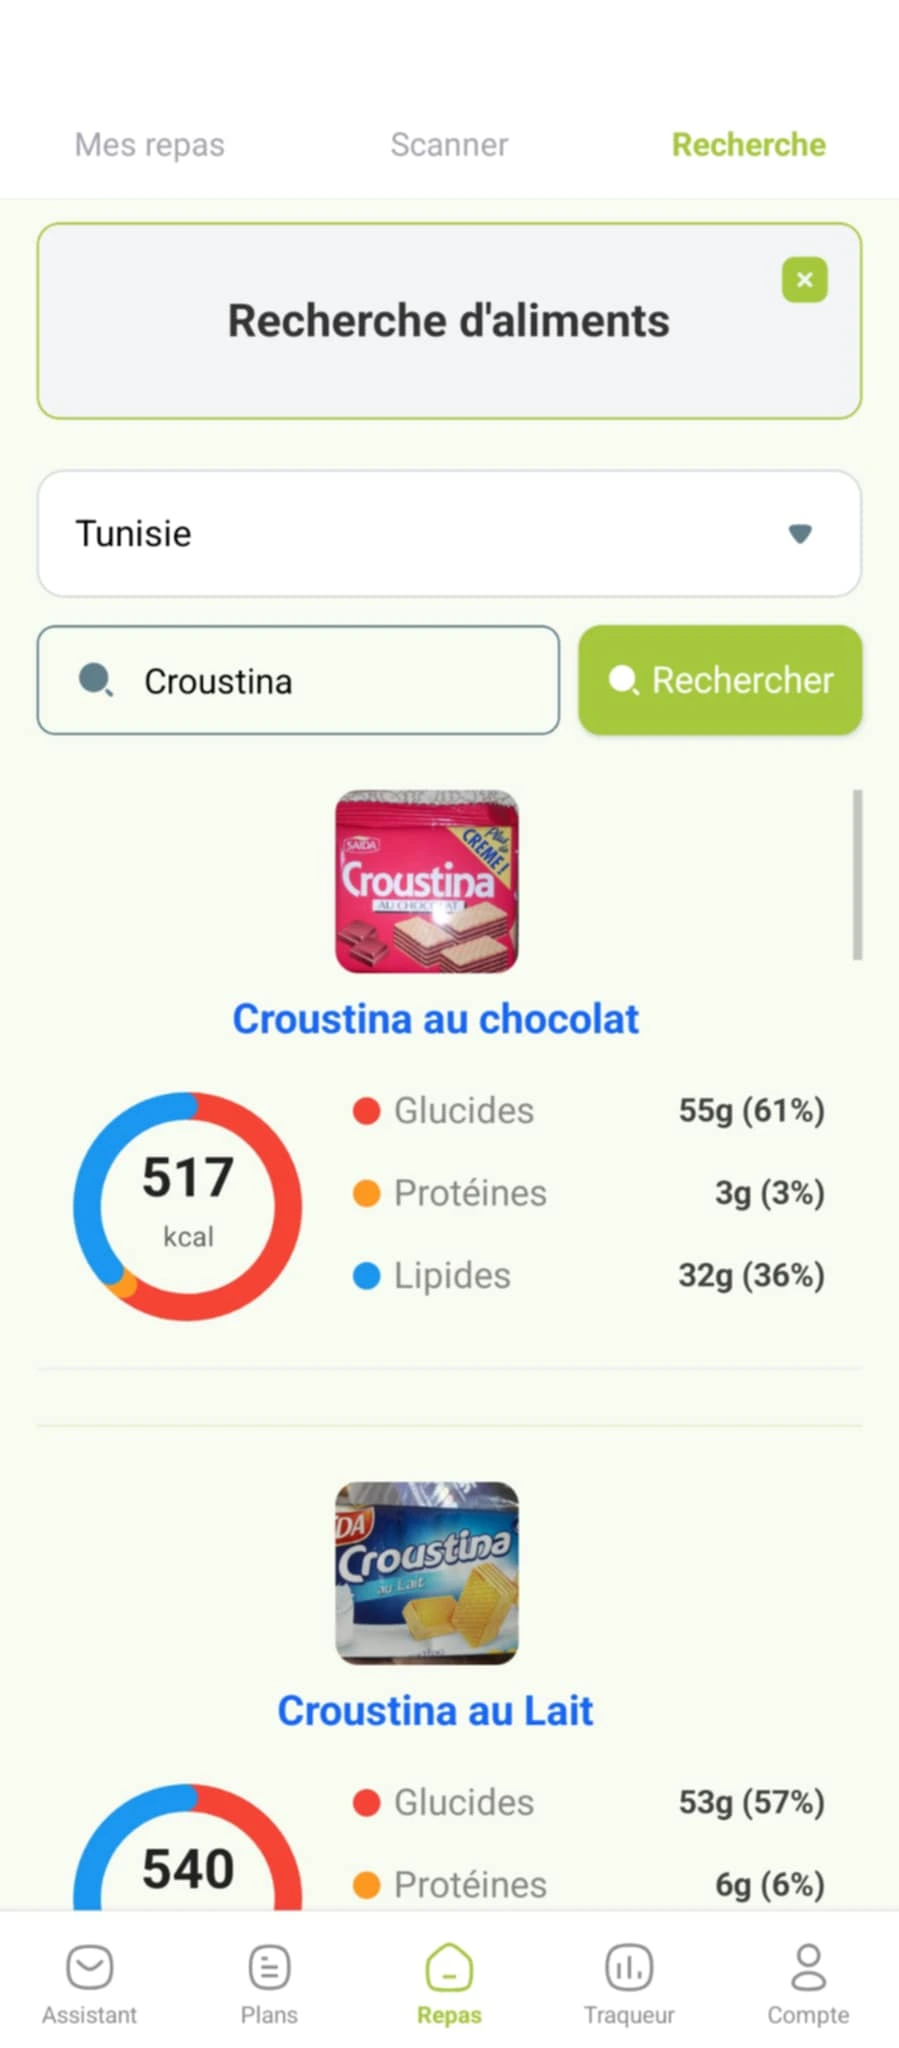 Mes repas
Scanner
Recherche
Recherche d'aliments
Tunisie
Croustina
Rechercher
SAIDA
Plus de
CREME!
Croustina
AU CHOCOLAT
Croustina au chocolat
517
kcal
Glucides
55g (61%)
Protéines
3g (3%)
Lipides
32g (36%)
DA
Croustina
au Lait
Croustina au Lait
540
Glucides
53g (57%)
Protéines
6g (6%)
Assistant
Plans
Repas
Traqueur
Compte